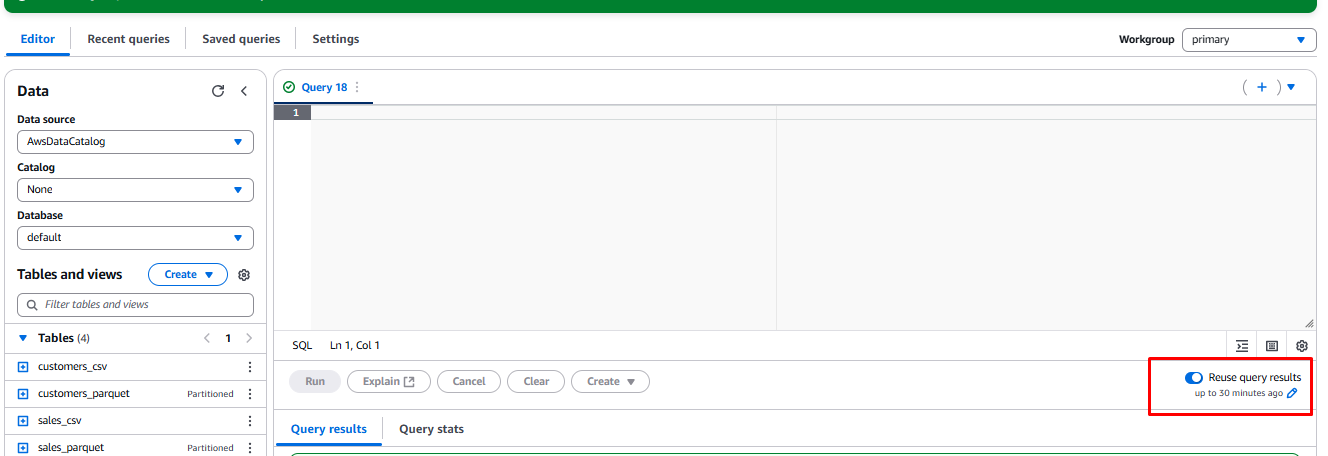 Editor
Recent queries
Saved queries
Settings
Workgroup
primary
Data
Data source
AwsDataCatalog
Catalog
None
Database
default
Tables and views
Create
Filter tables and views
Tables (4)
1
customers_csv
customers_parquet Partitioned
sales_csv
sales_parquet Partitioned
Query 18
1
SQL Ln 1, Col 1
Run Explain Cancel Clear Create
Reuse query results
up to 30 minutes ago
Query results Query stats